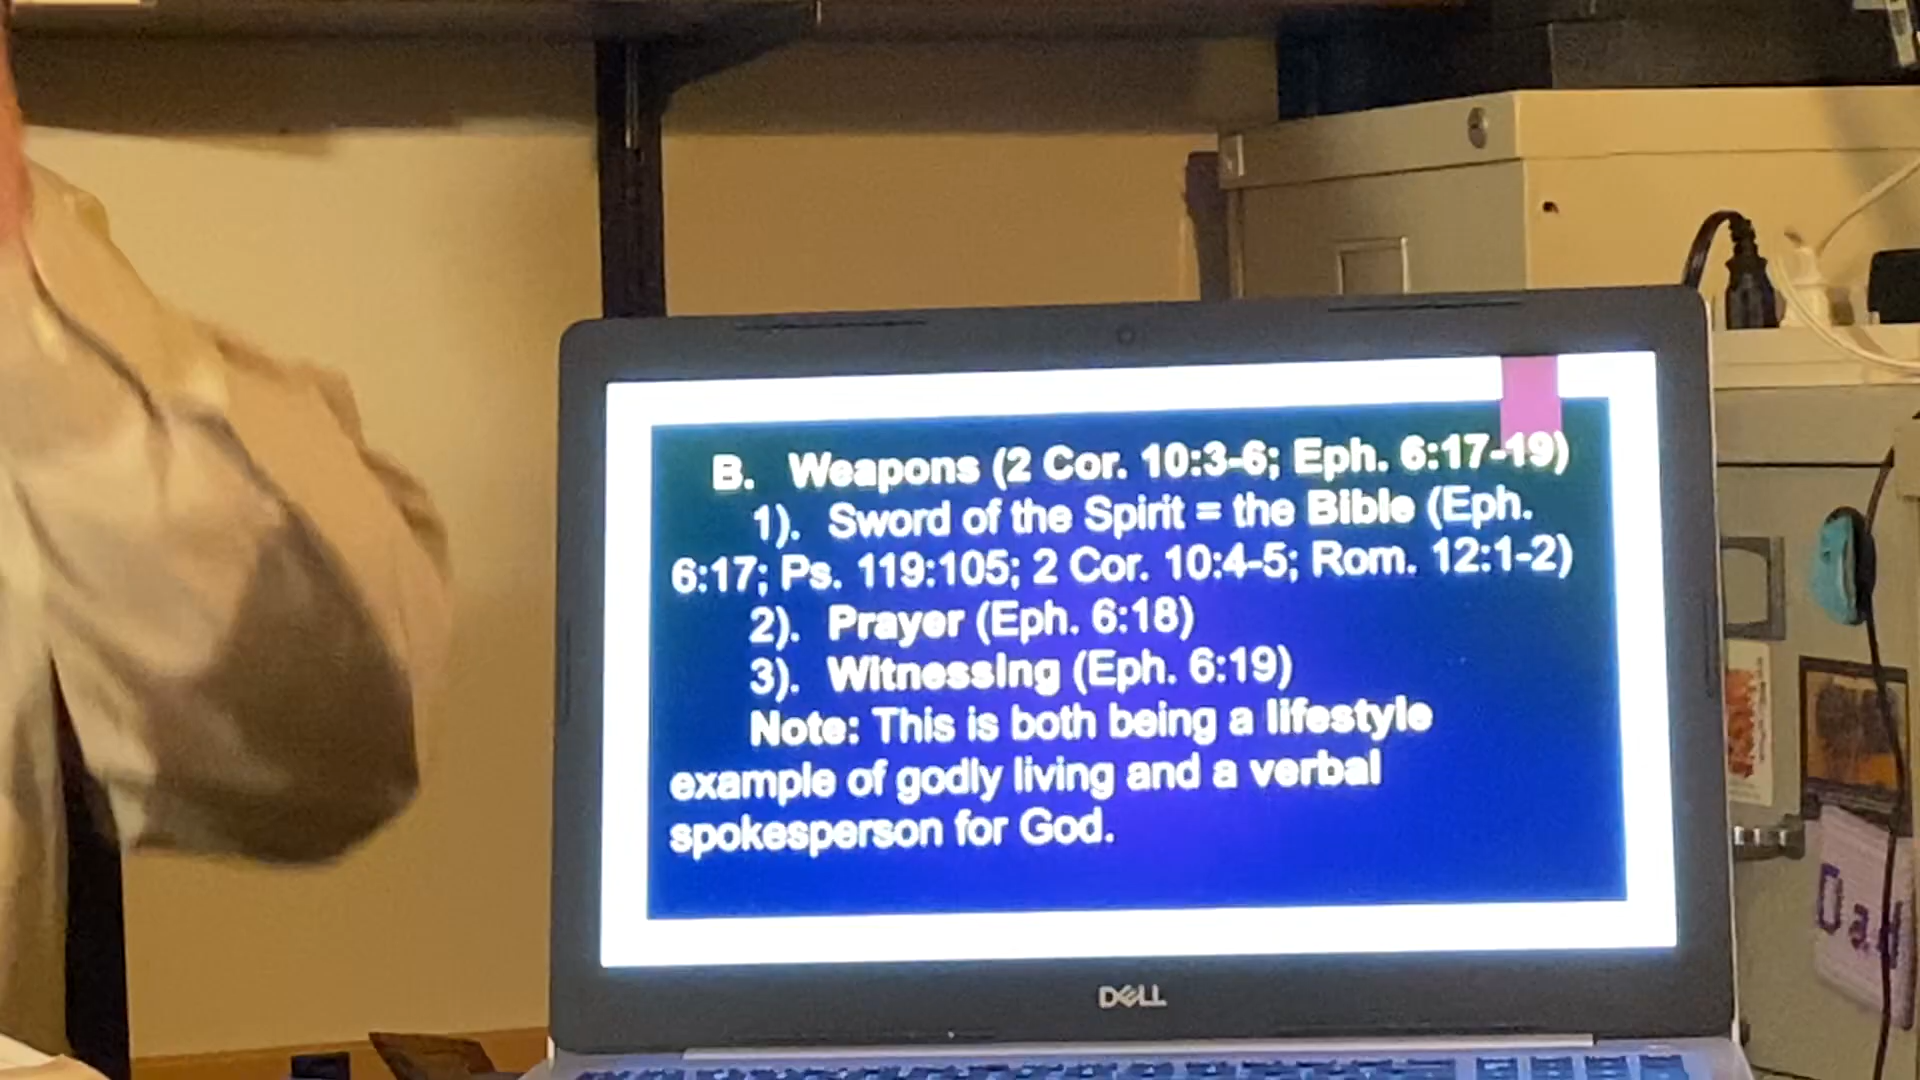 B. Weapons (2 Cor. 10:3-6; Eph. 6:17-19)
1). Sword of the Spirit = the Bible (Eph.
6:17; Ps. 119:105; 2 Cor. 10:4-5; Rom. 12:1-2)
2). Prayer (Eph. 6:18)
3). Witnessing (Eph. 6:19)
Note: This is both being a lifestyle
example of godly living and a verbal
spokesperson for God.
DELL
Dad